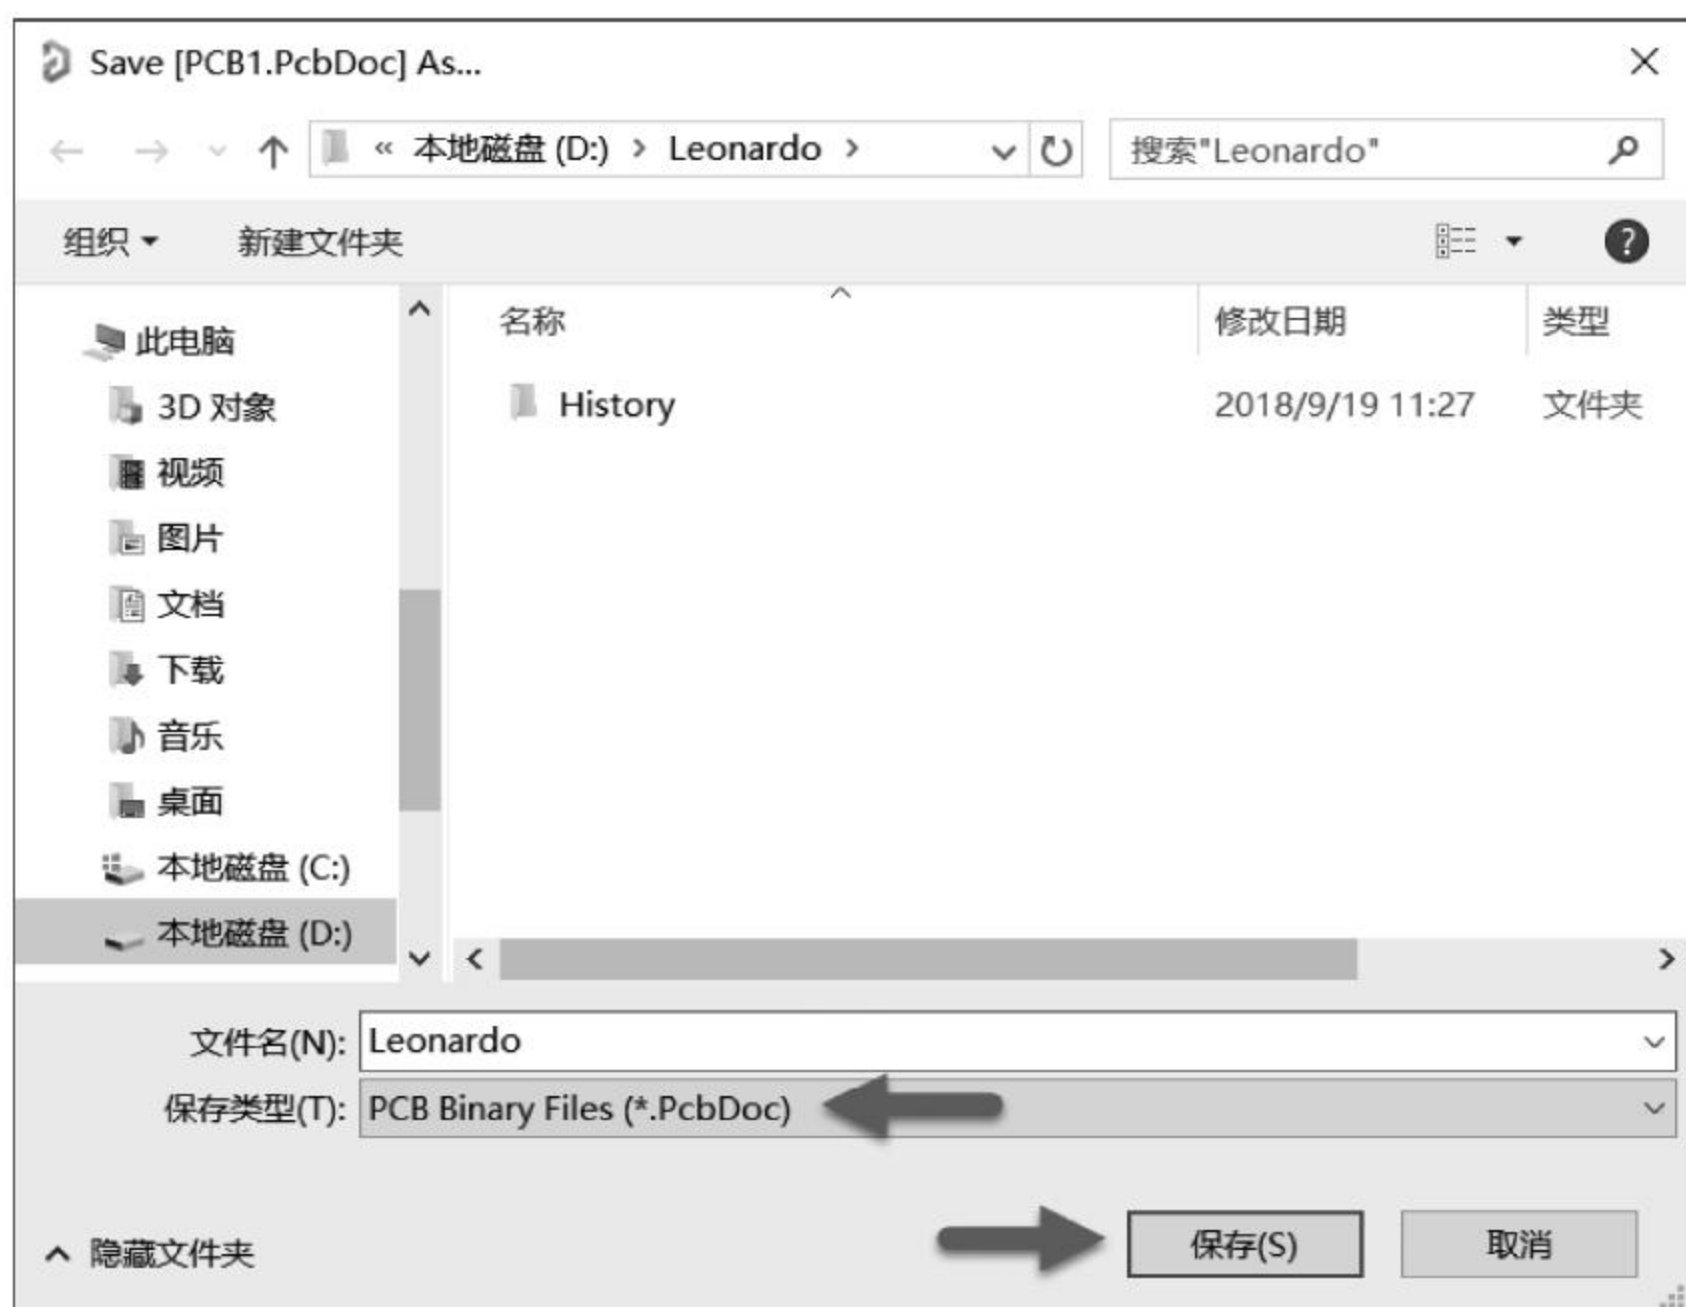 Save [PCB1.PcbDoc] As...
« 本地磁盘 (D:) › Leonardo ›
搜索"Leonardo"
组织
新建文件夹
?
名称 修改日期 类型
History 2018/9/19 11:27 文件夹
此电脑
3D 对象
视频
图片
文档
下载
音乐
桌面
本地磁盘 (C:)
本地磁盘 (D:)
文件名(N): Leonardo
保存类型(T): PCB Binary Files (*.PcbDoc)
隐藏文件夹
保存(S)
取消